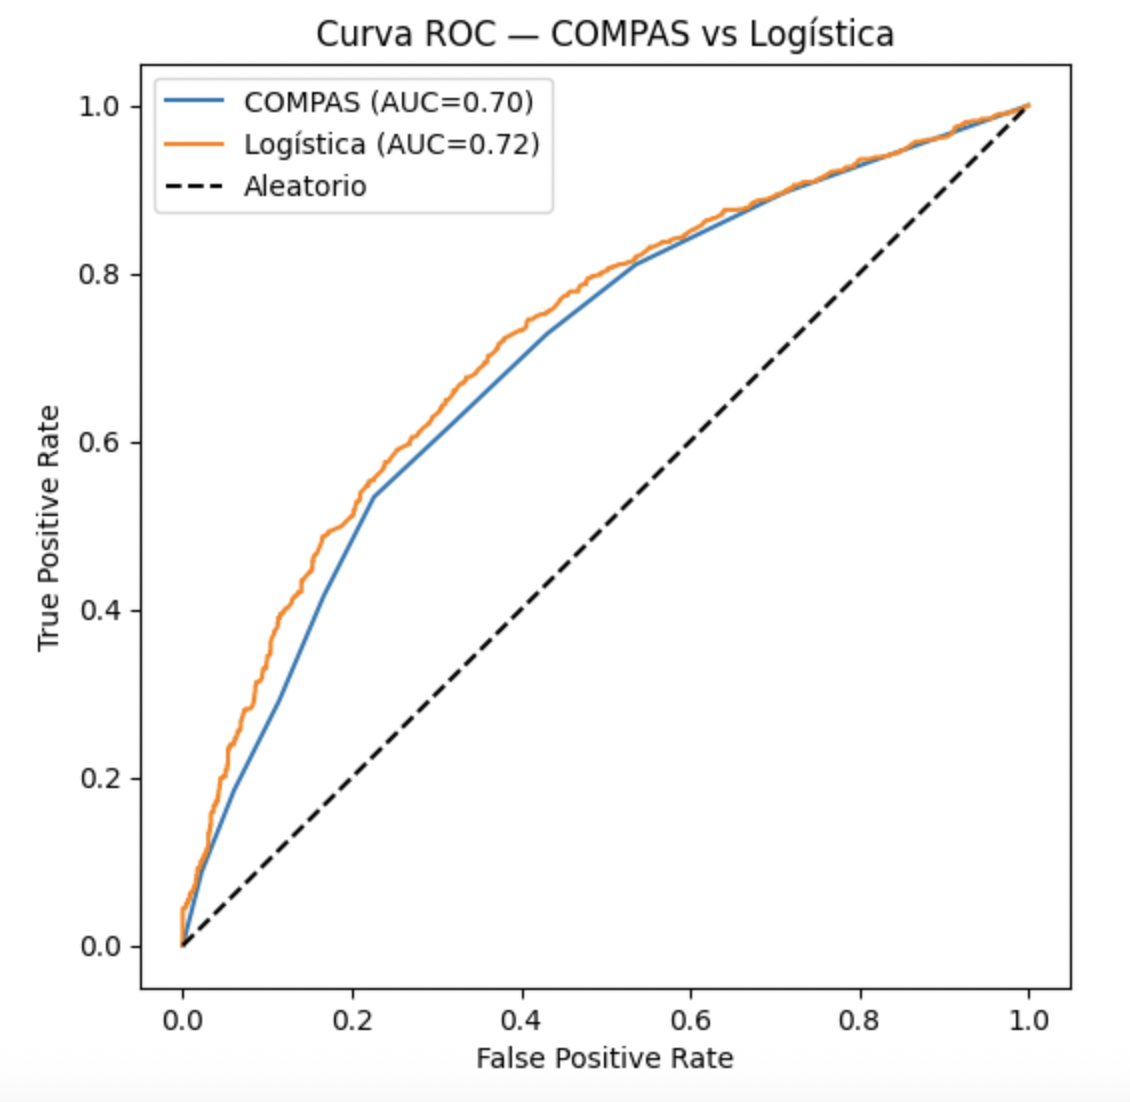 Curva ROC — COMPAS vs Logística
COMPAS (AUC=0.70)
Logística (AUC=0.72)
Aleatorio
1.0
0.8
0.6
0.4
0.2
0.0
True Positive Rate
0.0 0.2 0.4 0.6 0.8 1.0
False Positive Rate